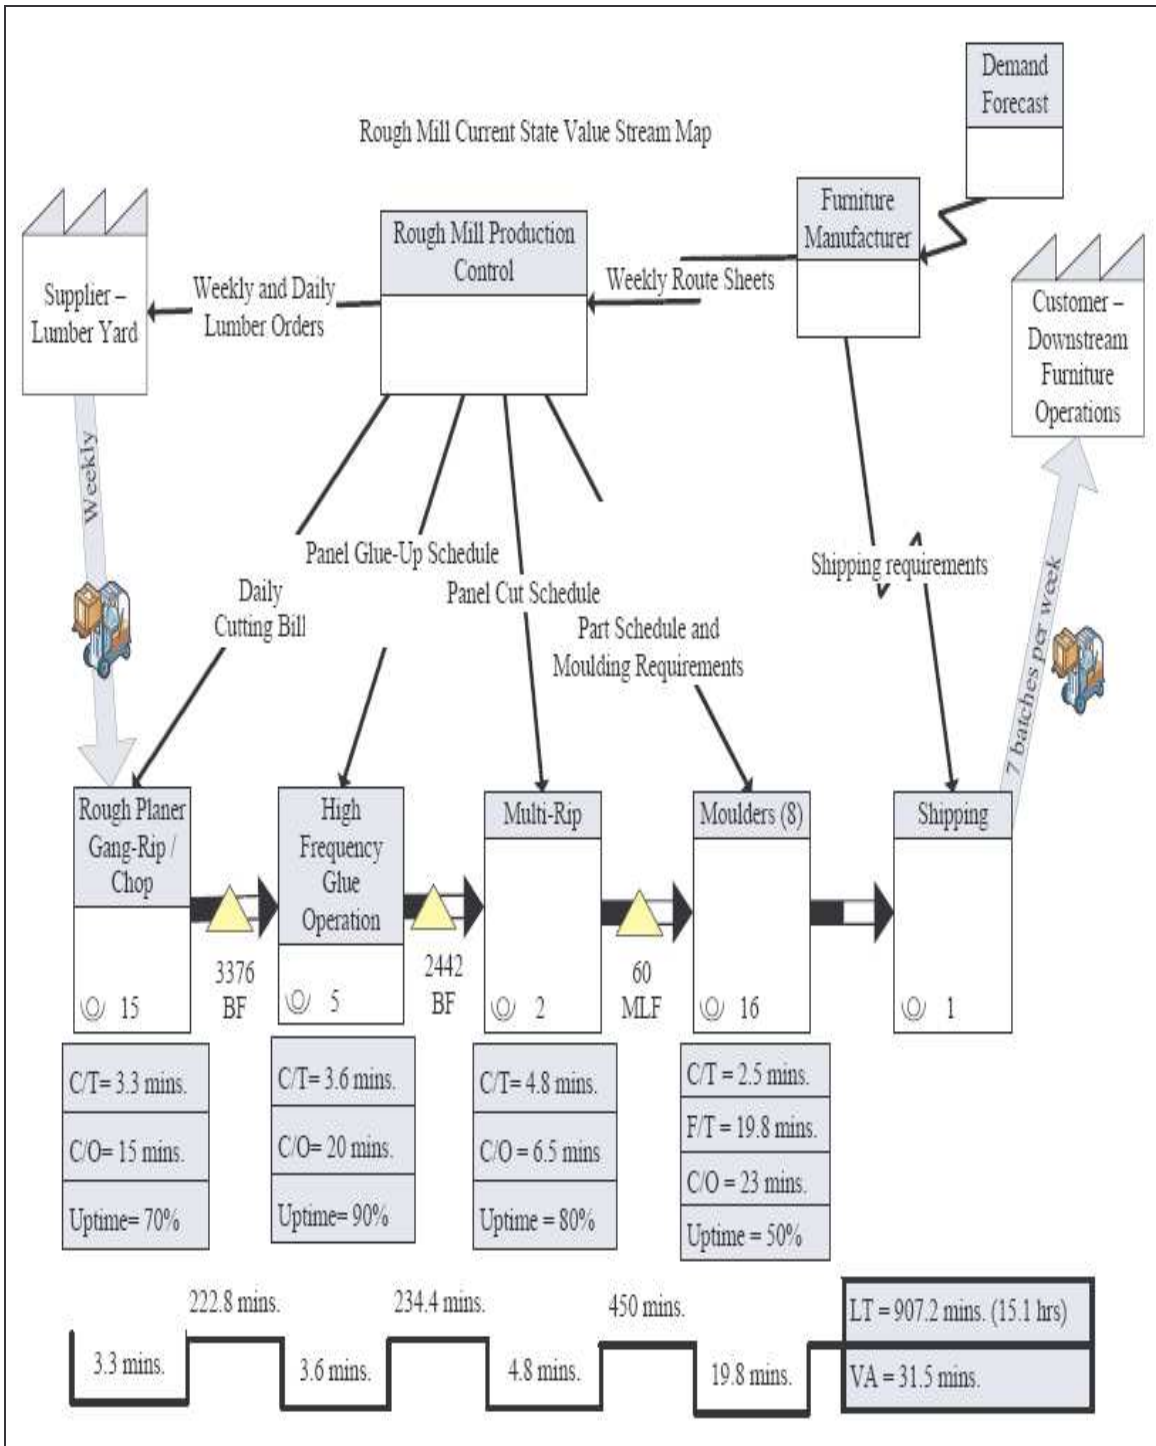 Demand
Forecast
Rough Mill Current State Value Stream Map
Furniture
Manufacturer
Rough Mill Production
Control
Weekly Route Sheets
Supplier –
Lumber Yard
Weekly and Daily
Lumber Orders
Customer –
Downstream
Furniture
Operations
Weekly
Panel Glue-Up Schedule
Daily
Cutting Bill
Panel Cut Schedule
Part Schedule and
Moulding Requirements
Shipping requirements
7 batches per week
Rough Planer
Gang-Rip /
Chop
15
3376
BF
High
Frequency
Glue
Operation
5
2442
BF
Multi-Rip
2
60
MLF
Moulders (8)
16
Shipping
1
C/T= 3.3 mins.
C/O= 15 mins.
Uptime= 70%
C/T= 3.6 mins.
C/O= 20 mins.
Uptime= 90%
C/T= 4.8 mins.
C/O= 6.5 mins
Uptime = 80%
C/T = 2.5 mins.
F/T = 19.8 mins.
C/O = 23 mins.
Uptime = 50%
3.3 mins.
222.8 mins.
3.6 mins.
234.4 mins.
4.8 mins.
450 mins.
19.8 mins.
LT = 907.2 mins. (15.1 hrs)
VA = 31.5 mins.